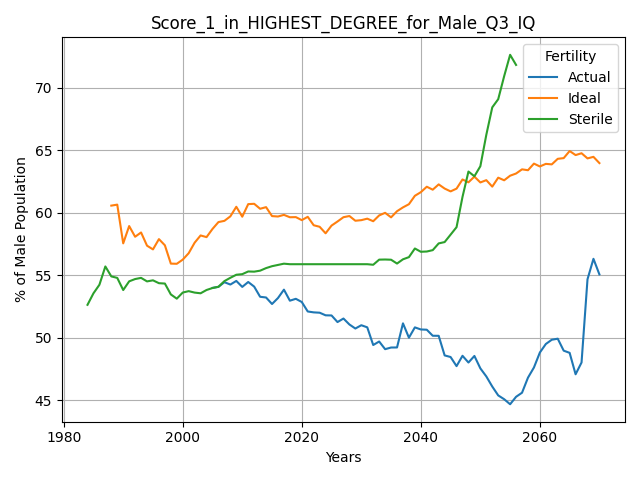 Score_1_in_HIGHEST_DEGREE_for_Male_Q3_IQ
% of Male Population
70
65
60
55
50
45
Fertility
Actual
Ideal
Sterile
1980
2000
2020
2040
2060
Years